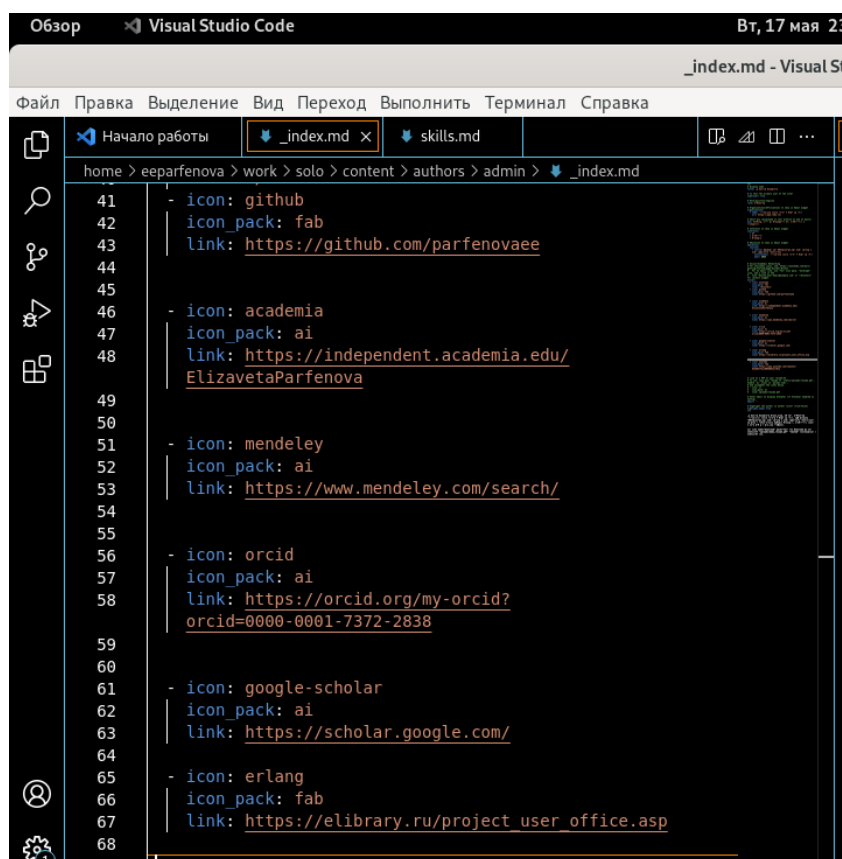 Обзор Visual Studio Code Вт, 17 мая 23
_index.md - Visual St
Файл Правка Выделение Вид Переход Выполнить Терминал Справка
Начало работы _index.md × skills.md ···
home > eeparfenova > work > solo > content > authors > admin > _index.md
41 - icon: github
42 icon_pack: fab
43 link: https://github.com/parfenovaee
44
45
46 - icon: academia
47 icon_pack: ai
48 link: https://independent.academia.edu/
ElizavetaParfenova
49
50
51 - icon: mendeley
52 icon_pack: ai
53 link: https://www.mendeley.com/search/
54
55
56 - icon: orcid
57 icon_pack: ai
58 link: https://orcid.org/my-orcid?
orcid=0000-0001-7372-2838
59
60
61 - icon: google-scholar
62 icon_pack: ai
63 link: https://scholar.google.com/
64
65 - icon: erlang
66 icon_pack: fab
67 link: https://elibrary.ru/project_user_office.asp
68